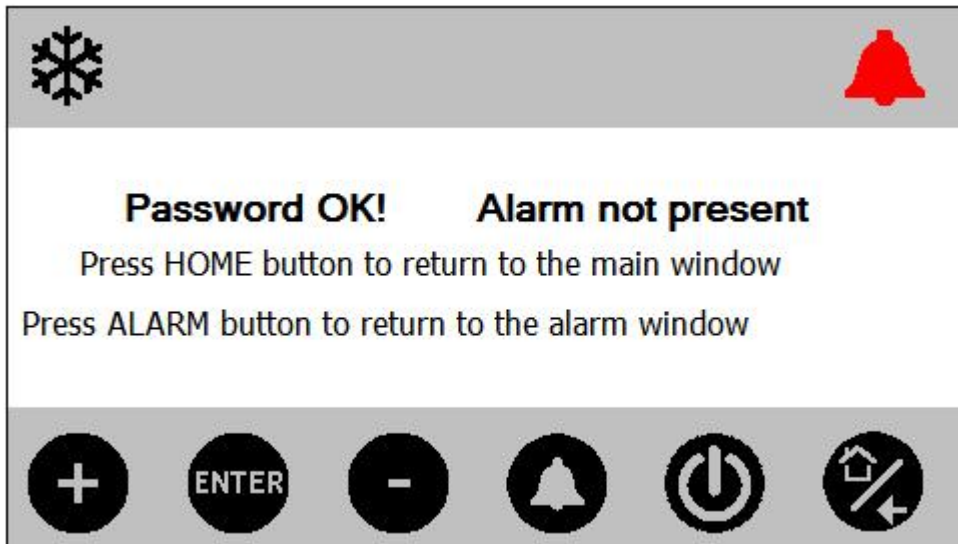 Password OK! Alarm not present
Press HOME button to return to the main window
Press ALARM button to return to the alarm window
+ ENTER -